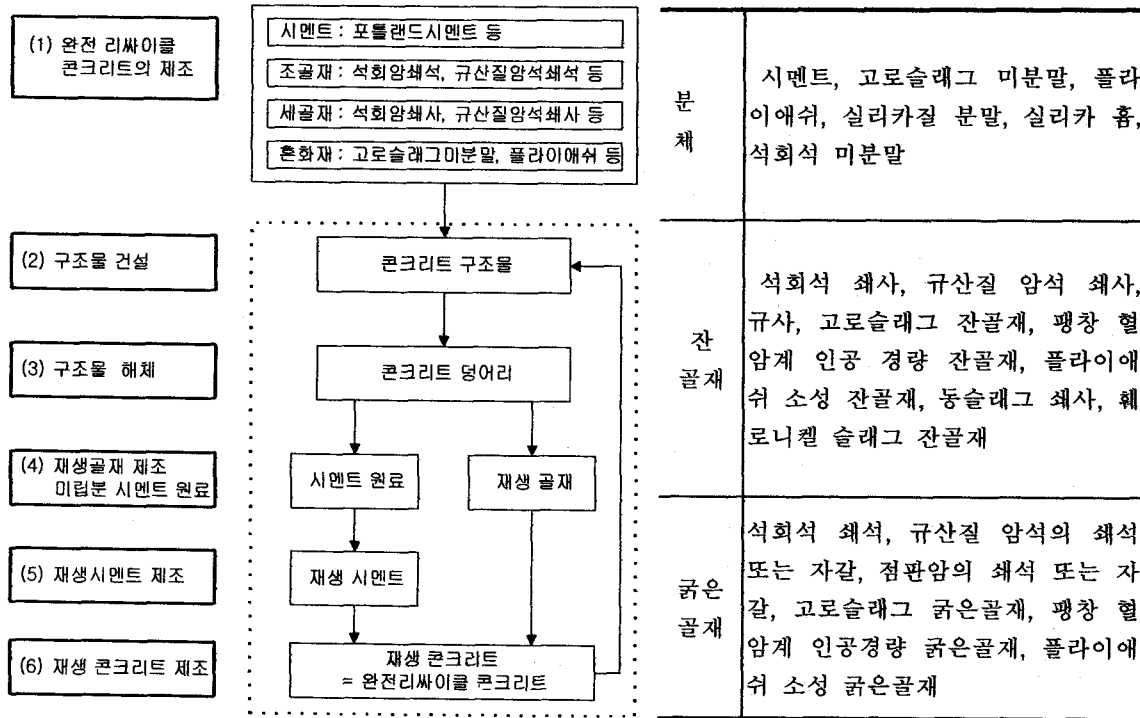 (1) 완전 리싸이클
콘크리트의 제조
시멘트 : 포틀랜드시멘트 등
조골재 : 석회암쇄석, 규산질암석쇄석 등
세골재 : 석회암쇄사, 규산질암석쇄사 등
혼화재 : 고로슬래그미분말, 플라이애쉬 등
(2) 구조물 건설
콘크리트 구조물
(3) 구조물 해체
콘크리트 덩어리
(4) 재생골재 제조
미립분 시멘트 원료
시멘트 원료
재생 골재
(5) 재생시멘트 제조
재생 시멘트
(6) 재생 콘크리트 제조
재생 콘크리트
= 완전리싸이클 콘크리트
분
체
시멘트, 고로슬래그 미분말, 플라
이애쉬, 실리카질 분말, 실리카 흄,
석회석 미분말
잔
골재
석회석 쇄사, 규산질 암석 쇄사,
규사, 고로슬래그 잔골재, 팽창 혈
암계 인공 경량 잔골재, 플라이애
쉬 소성 잔골재, 동슬래그 쇄사, 훼
로니켈 슬래그 잔골재
굵은
골재
석회석 쇄석, 규산질 암석의 쇄석
또는 자갈, 점판암의 쇄석 또는 자
갈, 고로슬래그 굵은골재, 팽창 혈
암계 인공경량 굵은골재, 플라이애
쉬 소성 굵은골재